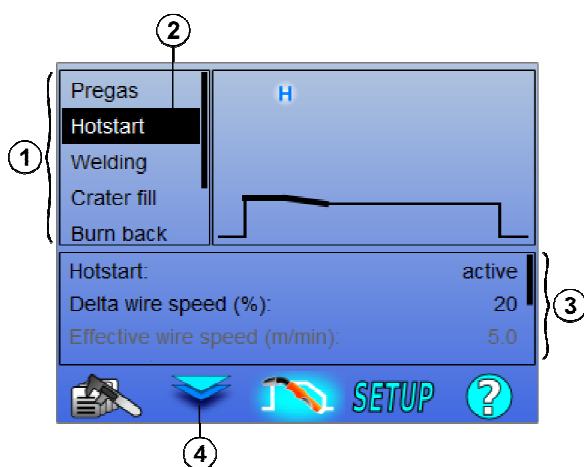 2
Pregas
H
Hotstart
1
Welding
Crater fill
Burn back
Hotstart: active
Delta wire speed (%): 20
3
Effective wire speed (m/min): 5.0
SETUP ?
4